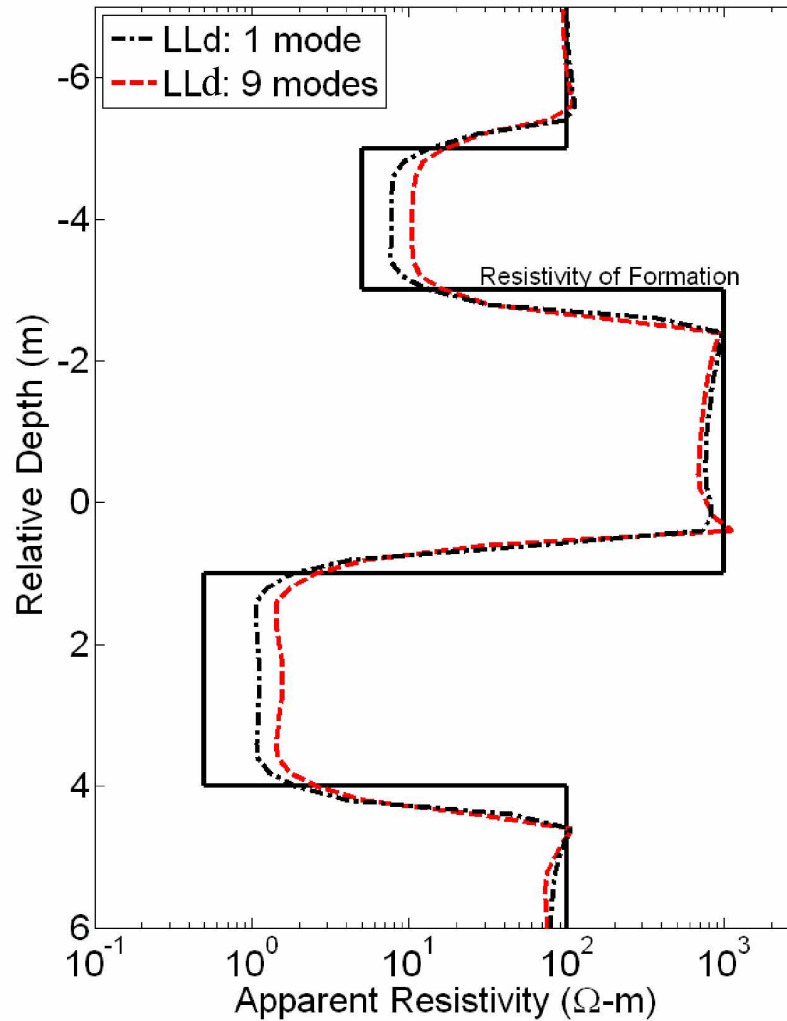 LLd: 1 mode
LLd: 9 modes
Resistivity of Formation
Relative Depth (m)
-6
-4
-2
0
2
4
6
10⁻¹ 10⁰ 10¹ 10² 10³
Apparent Resistivity (Ω-m)